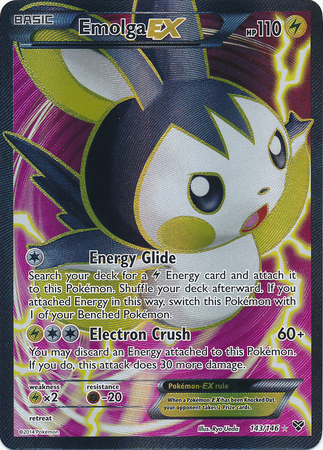 BASIC
Emolga EX HP110
Energy Glide
Search your deck for a Energy card and attach it
to this Pokémon. Shuffle your deck afterward. If you
attached Energy in this way, switch this Pokémon with
1 of your Benched Pokémon.
Electron Crush 60+
You may discard an Energy attached to this Pokémon.
If you do, this attack does 30 more damage.
weakness resistance
×2 -20
retreat
Pokémon-EX rule
When a Pokémon-EX has been Knocked Out,
your opponent takes 2 Prize cards.
©2014 Pokémon Illus. Ryo Ueda 143/146
XY